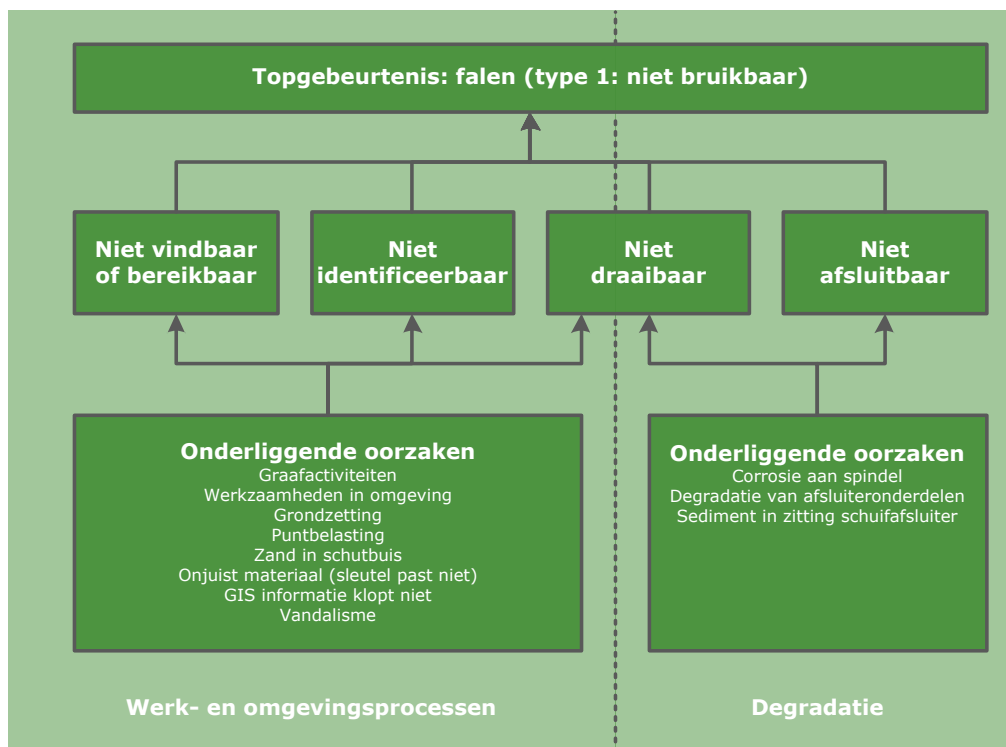 Topgebeurtenis: falen (type 1: niet bruikbaar)
Niet vindbaar
of bereikbaar
Niet
identificeerbaar
Niet
draaibaar
Niet
afsluitbaar
Onderliggende oorzaken
Graafactiviteiten
Werkzaamheden in omgeving
Grondzetting
Puntbelasting
Zand in schutbuis
Onjuist materiaal (sleutel past niet)
GIS informatie klopt niet
Vandalisme
Onderliggende oorzaken
Corrosie aan spindel
Degradatie van afsluiteronderdelen
Sediment in zitting schuifafsluiter
Werk- en omgevingsprocessen
Degradatie